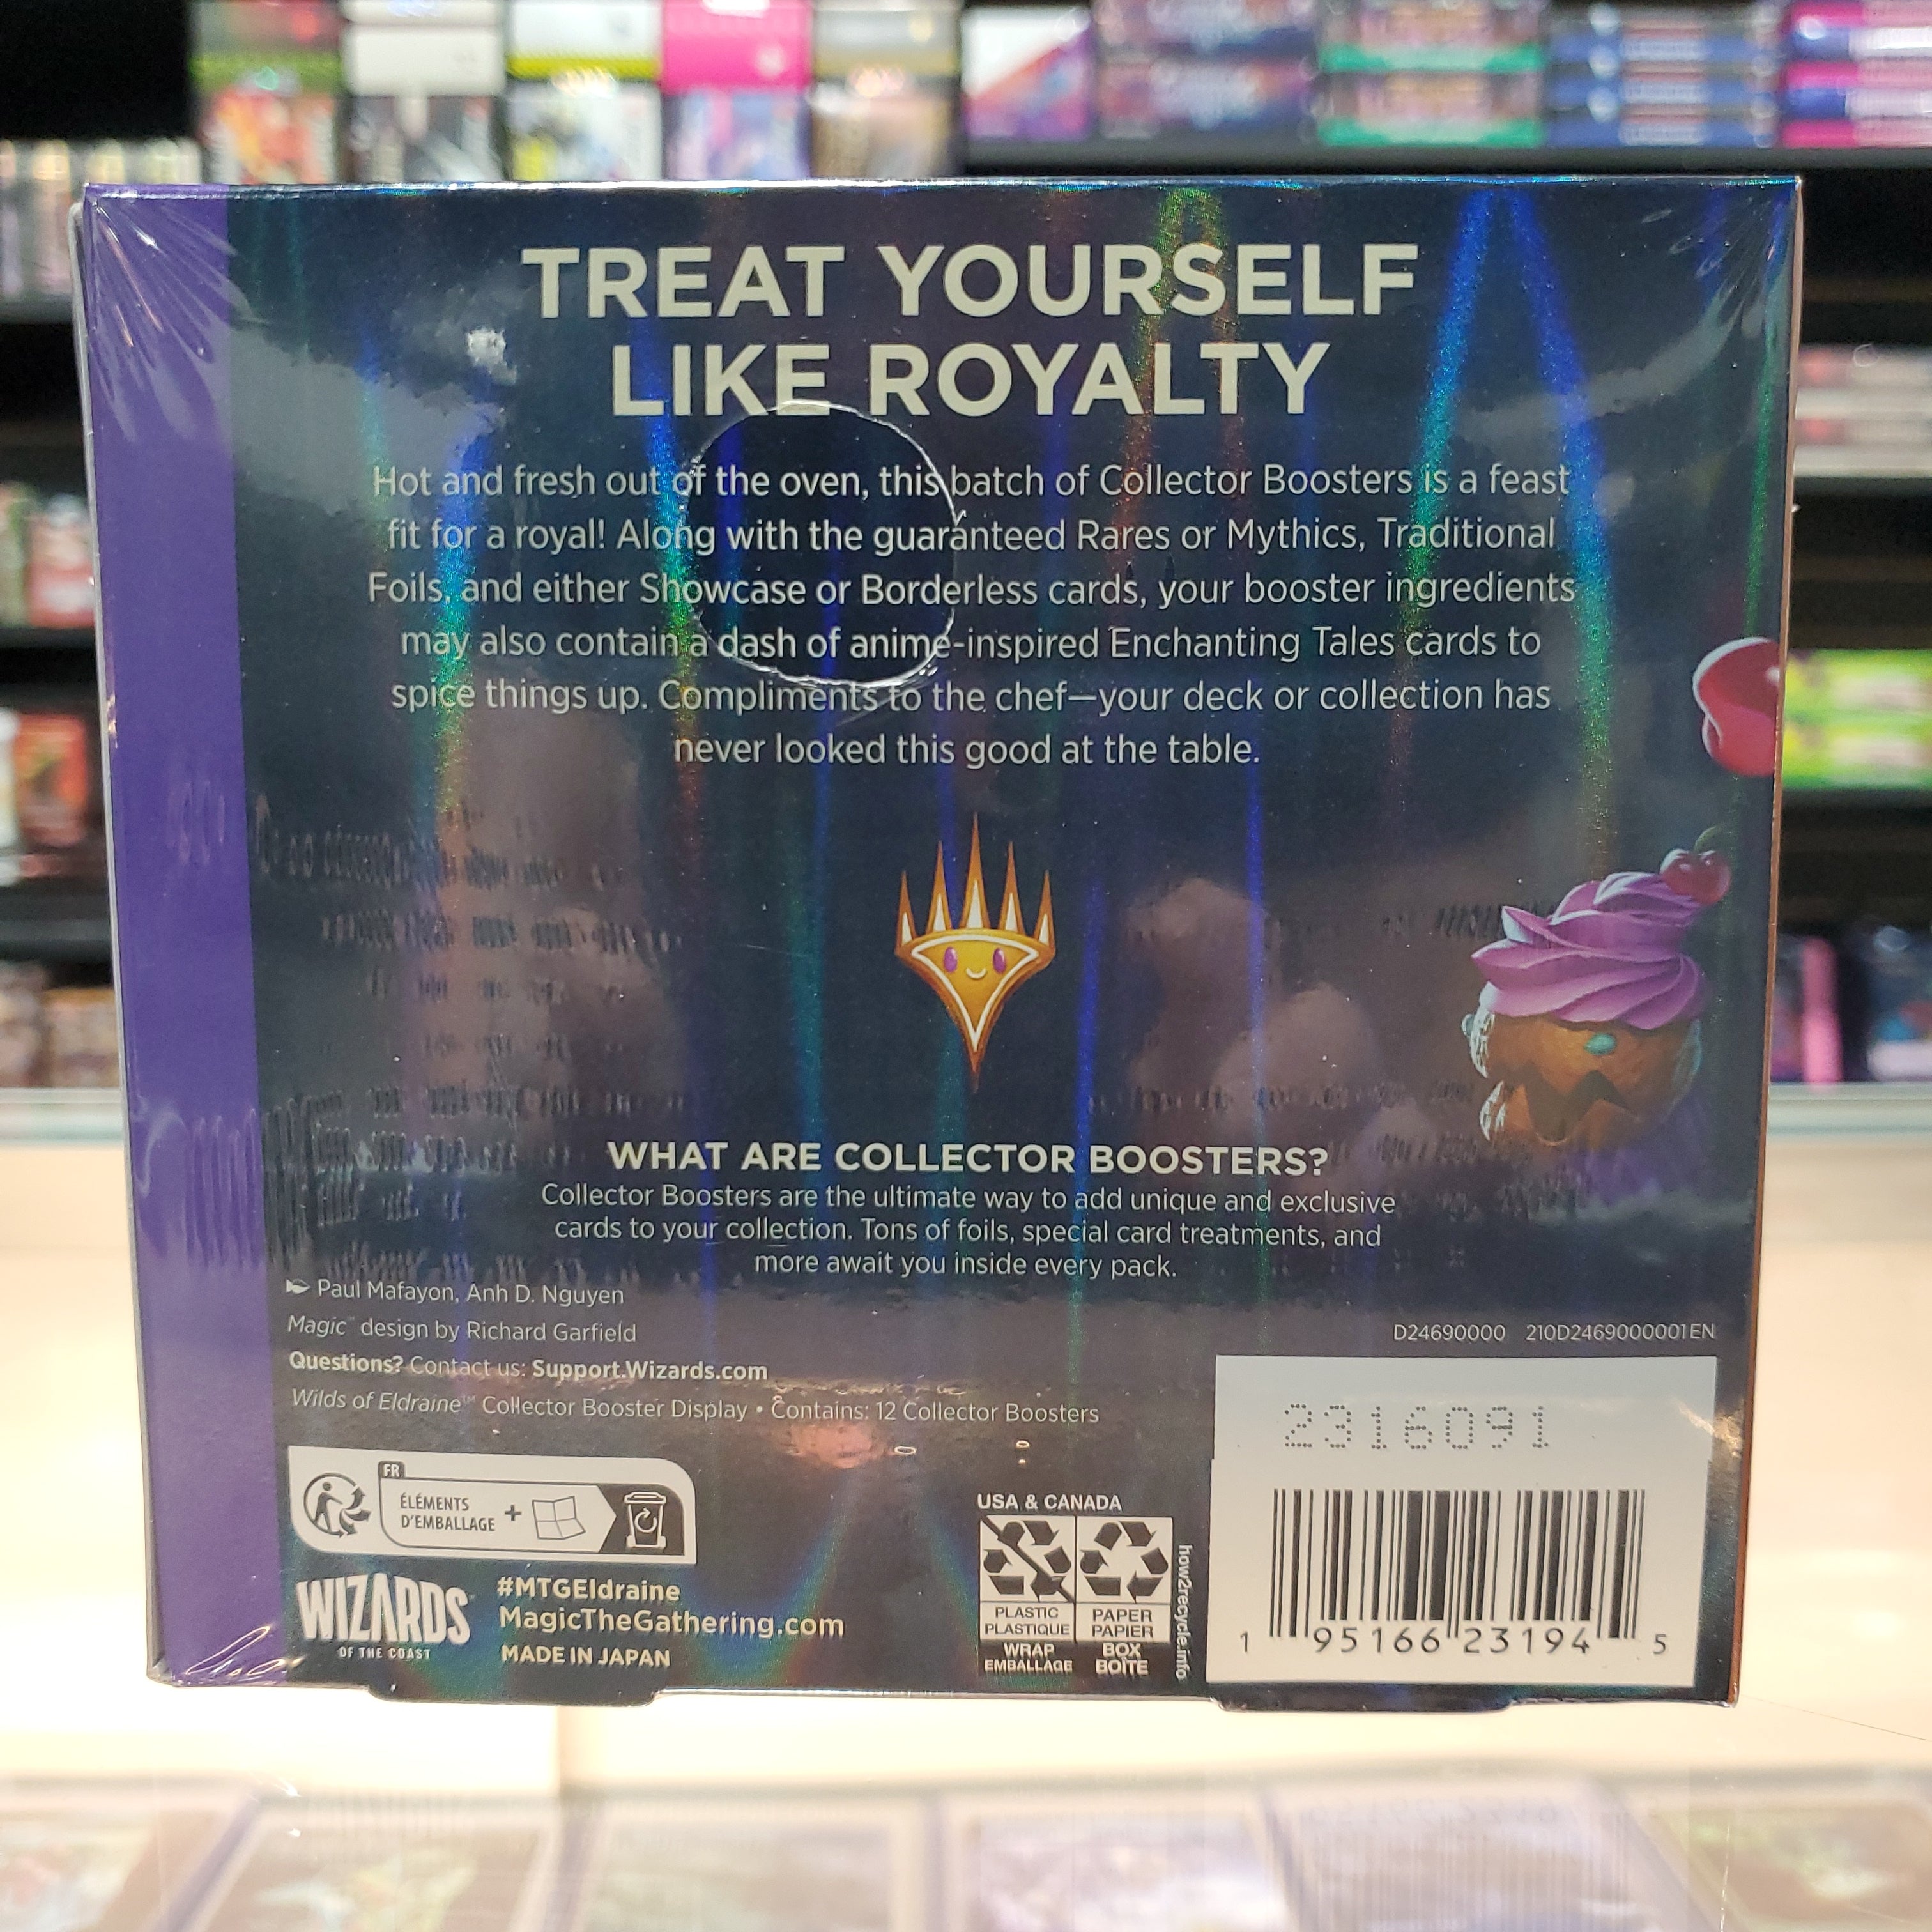 TREAT YOURSELF
LIKE ROYALTY
Hot and fresh out of the oven, this batch of Collector Boosters is a feast
fit for a royal! Along with the guaranteed Rares or Mythics, Traditional
Foils, and either Showcase or Borderless cards, your booster ingredients
may also contain a dash of anime-inspired Enchanting Tales cards to
spice things up. Compliments to the chef—your deck or collection has
never looked this good at the table.
WHAT ARE COLLECTOR BOOSTERS?
Collector Boosters are the ultimate way to add unique and exclusive
cards to your collection. Tons of foils, special card treatments, and
more await you inside every pack.
Paul Mafayon, Anh D. Nguyen
Magic™ design by Richard Garfield
D24690000 210D2469000001EN
Questions? Contact us: Support.Wizards.com
Wilds of Eldraine™ Collector Booster Display • Contains: 12 Collector Boosters
2316091
FR
ÉLÉMENTS
D'EMBALLAGE +
USA & CANADA
PLASTIC
PLASTIQUE
WRAP
EMBALLAGE
PAPER
PAPIER
BOX
BOÎTE
how2recycle.info
WIZARDS
OF THE COAST
#MTGEldraine
MagicTheGathering.com
MADE IN JAPAN
1 95166 23194 5